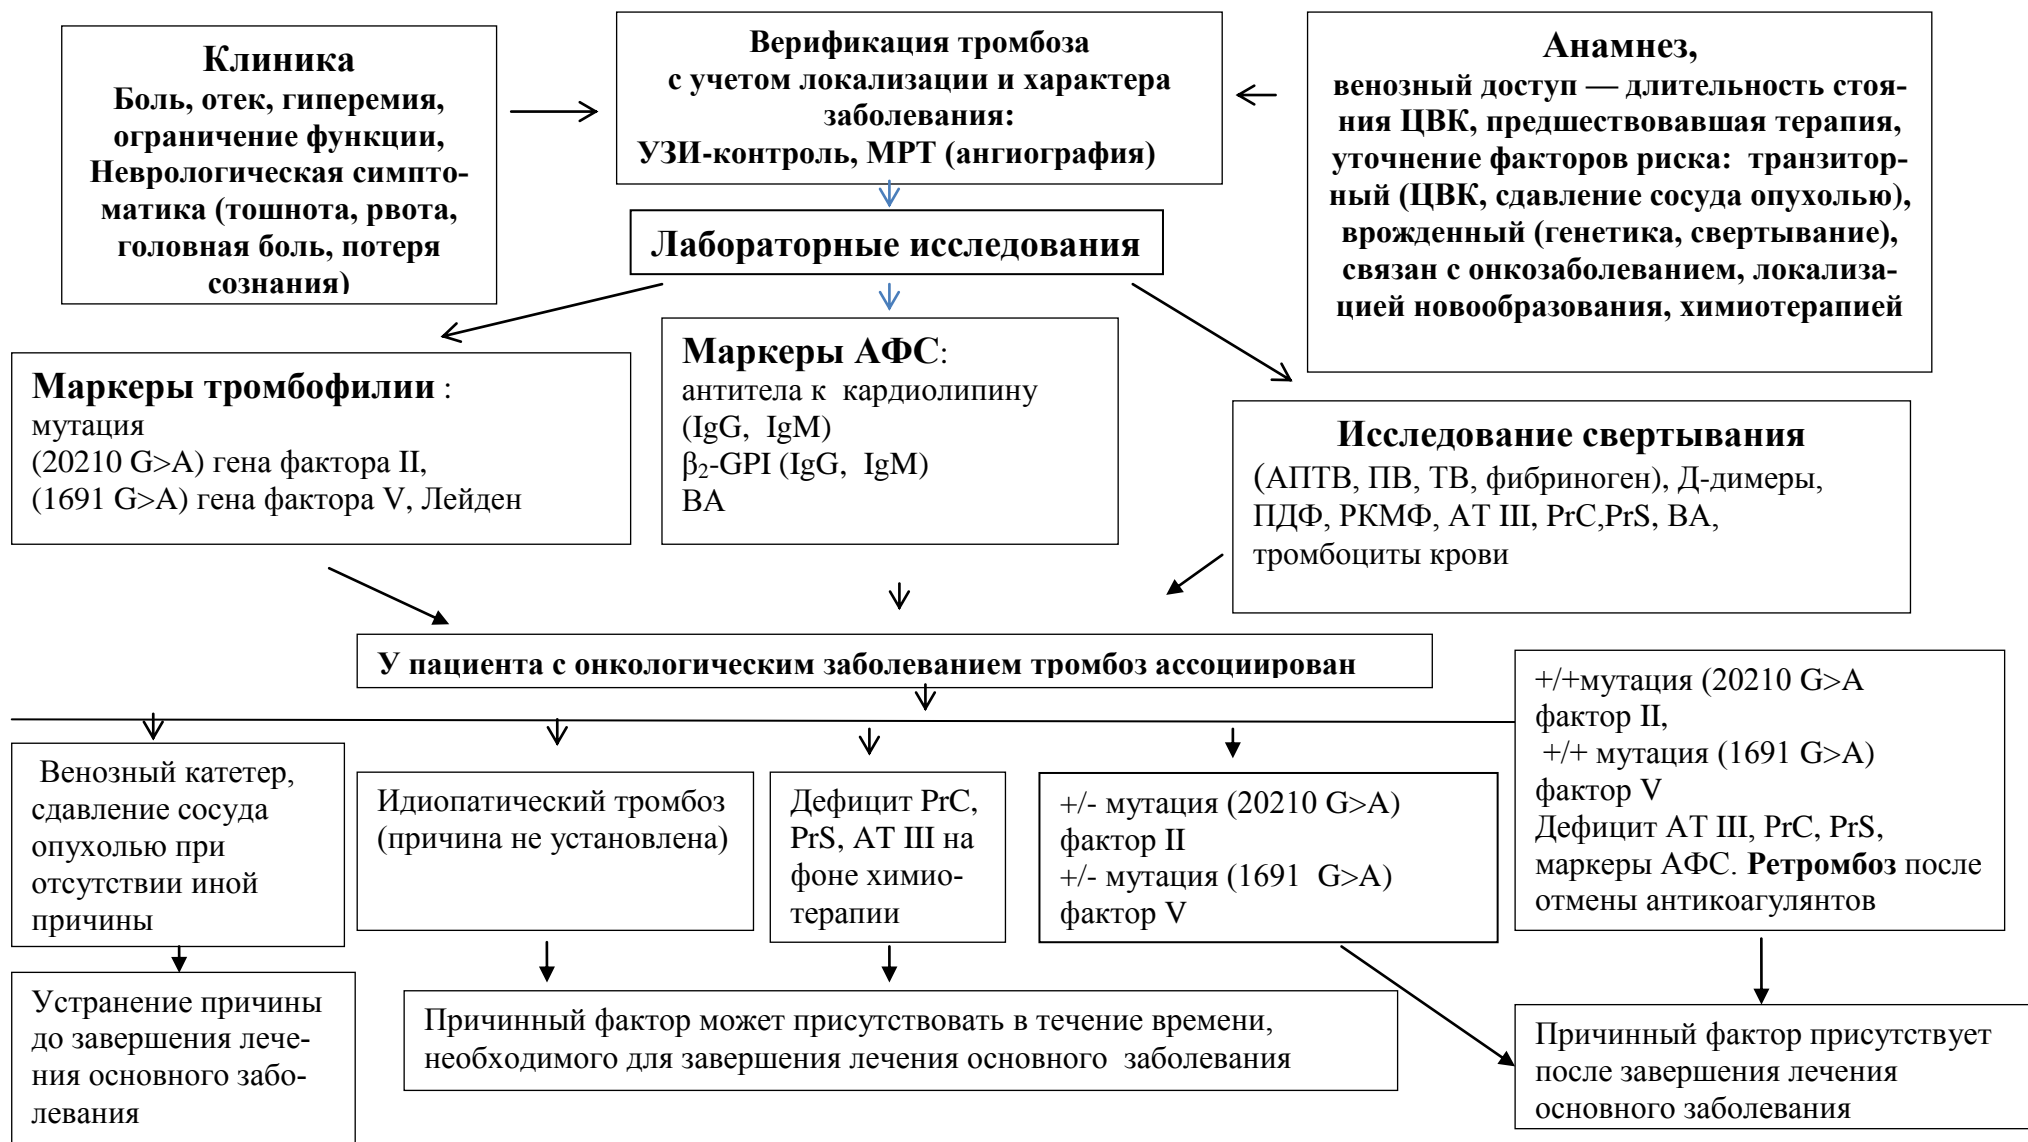 Клиника
Боль, отек, гиперемия,
ограничение функции,
Неврологическая симпто-
матика (тошнота, рвота,
головная боль, потеря
сознания)
Верификация тромбоза
с учетом локализации и характера
заболевания:
УЗИ-контроль, МРТ (ангиография)
Анамнез,
венозный доступ — длительность стоя-
ния ЦВК, предшествовавшая терапия,
уточнение факторов риска: транзитор-
ный (ЦВК, сдавление сосуда опухолью),
врожденный (генетика, свертывание),
связан с онкозаболеванием, локализа-
цией новообразования, химиотерапией
Лабораторные исследования
Маркеры тромбофилии :
мутация
(20210 G>A) гена фактора II,
(1691 G>A) гена фактора V, Лейден
Маркеры АФС:
антитела к кардиолипину
(IgG, IgM)
β₂-GPI (IgG, IgM)
ВА
Исследование свертывания
(АПТВ, ПВ, ТВ, фибриноген), Д-димеры,
ПДФ, РКМФ, АТ III, PrC,PrS, ВА,
тромбоциты крови
У пациента с онкологическим заболеванием тромбоз ассоциирован
Венозный катетер,
сдавление сосуда
опухолью при
отсутствии иной
причины
Идиопатический тромбоз
(причина не установлена)
Дефицит PrC,
PrS, АТ III на
фоне химио-
терапии
+/- мутация (20210 G>A)
фактор II
+/- мутация (1691 G>A)
фактор V
+/+мутация (20210 G>A
фактор II,
+/+ мутация (1691 G>A)
фактор V
Дефицит АТ III, PrC, PrS,
маркеры АФС. Ретромбоз после
отмены антикоагулянтов
Устранение причины
до завершения лече-
ния основного забо-
левания
Причинный фактор может присутствовать в течение времени,
необходимого для завершения лечения основного заболевания
Причинный фактор присутствует
после завершения лечения
основного заболевания